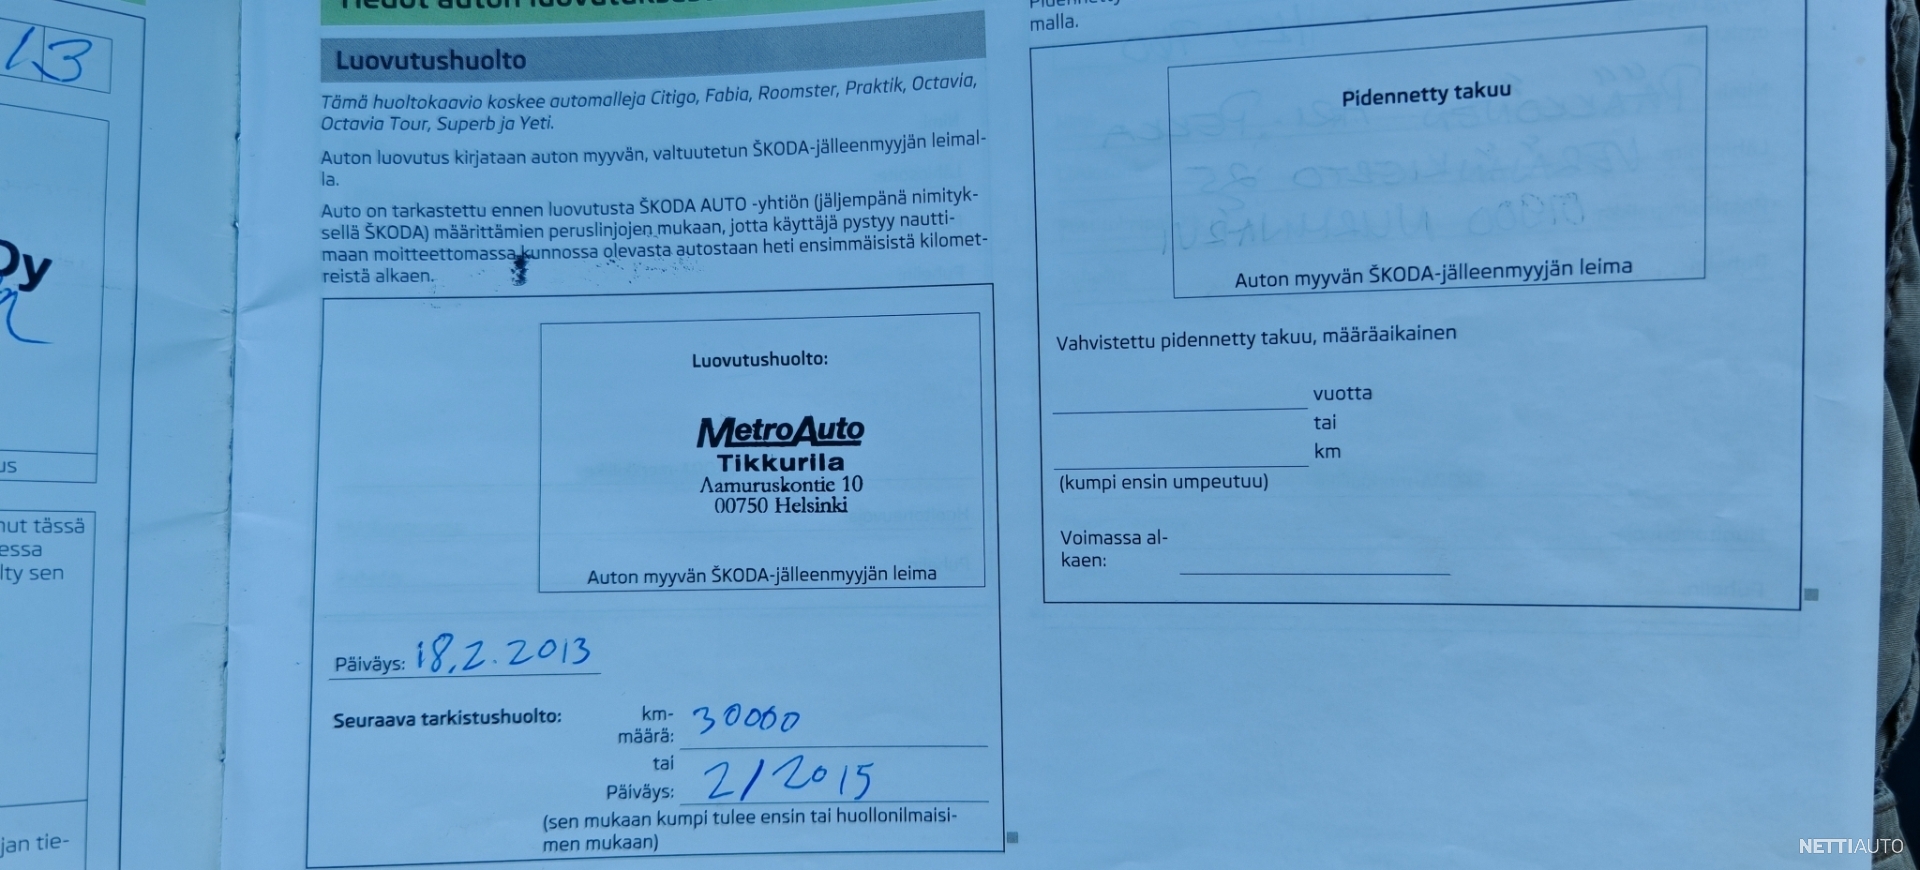 13
Oy
us
nut tässä
essa
lty sen
jan tie-
Tiedot auton luovutuksesta
Luovutushuolto
Tämä huoltokaavio koskee automalleja Citigo, Fabia, Roomster, Praktik, Octavia,
Octavia Tour, Superb ja Yeti.
Auton luovutus kirjataan auton myyvän, valtuutetun ŠKODA-jälleenmyyjän leimal-
la.
Auto on tarkastettu ennen luovutusta ŠKODA AUTO -yhtiön (jäljempänä nimityk-
sellä ŠKODA) määrittämien peruslinjojen mukaan, jotta käyttäjä pystyy nautti-
maan moitteettomassa kunnossa olevasta autostaan heti ensimmäisistä kilomet-
reistä alkaen.
Luovutushuolto:
MetroAuto
Tikkurila
Aamuruskontie 10
00750 Helsinki
Auton myyvän ŠKODA-jälleenmyyjän leima
Päiväys: 18.2.2013
Seuraava tarkistushuolto:
km-
määrä: 30000
tai
Päiväys: 2/2015
(sen mukaan kumpi tulee ensin tai huollonilmaisi-
men mukaan)
malla.
Pidennetty takuu
Auton myyvän ŠKODA-jälleenmyyjän leima
Vahvistettu pidennetty takuu, määräaikainen
vuotta
tai
km
(kumpi ensin umpeutuu)
Voimassa al-
kaen:
NETTIAUTO